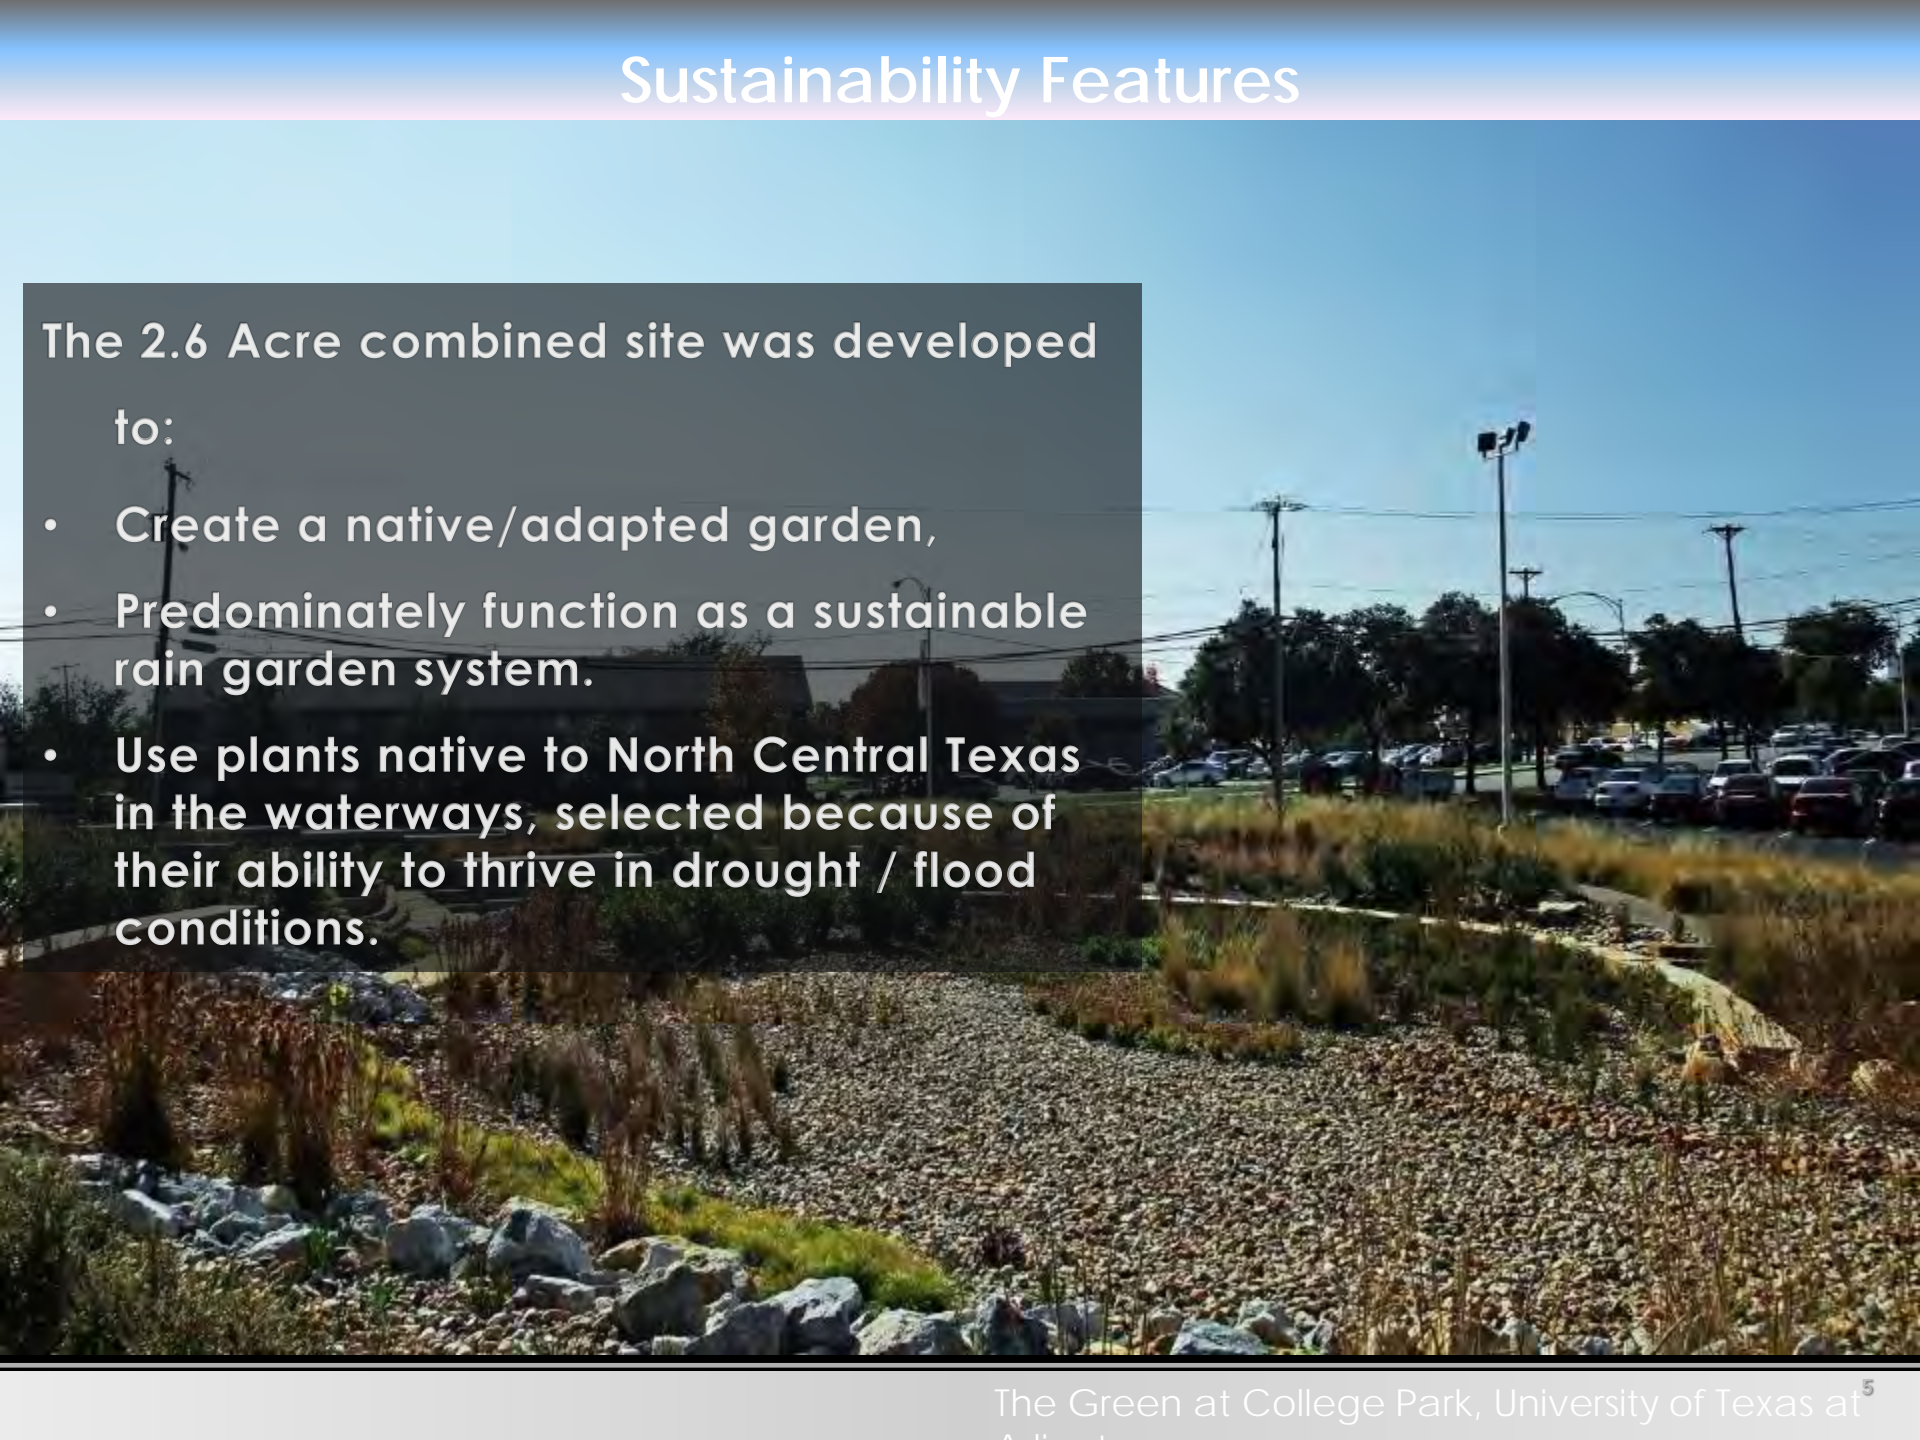 Sustainability Features
The 2.6 Acre combined site was developed
to:
• Create a native/adapted garden,
• Predominately function as a sustainable
rain garden system.
• Use plants native to North Central Texas
in the waterways, selected because of
their ability to thrive in drought / flood
conditions.
The Green at College Park, University of Texas at
5